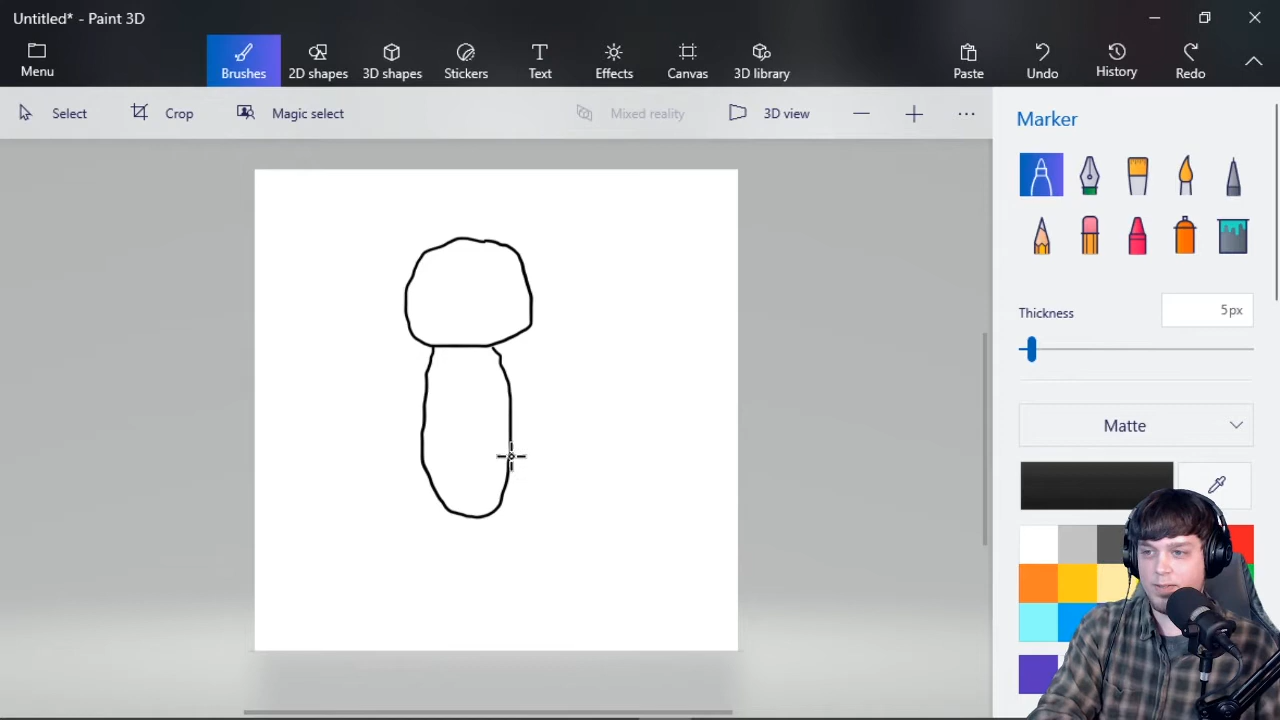 Untitled* - Paint 3D
Menu
Brushes
2D shapes
3D shapes
Stickers
Text
Effects
Canvas
3D library
Paste
Undo
History
Redo
Select
Crop
Magic select
Mixed reality
3D view
Marker
Thickness
5px
Matte